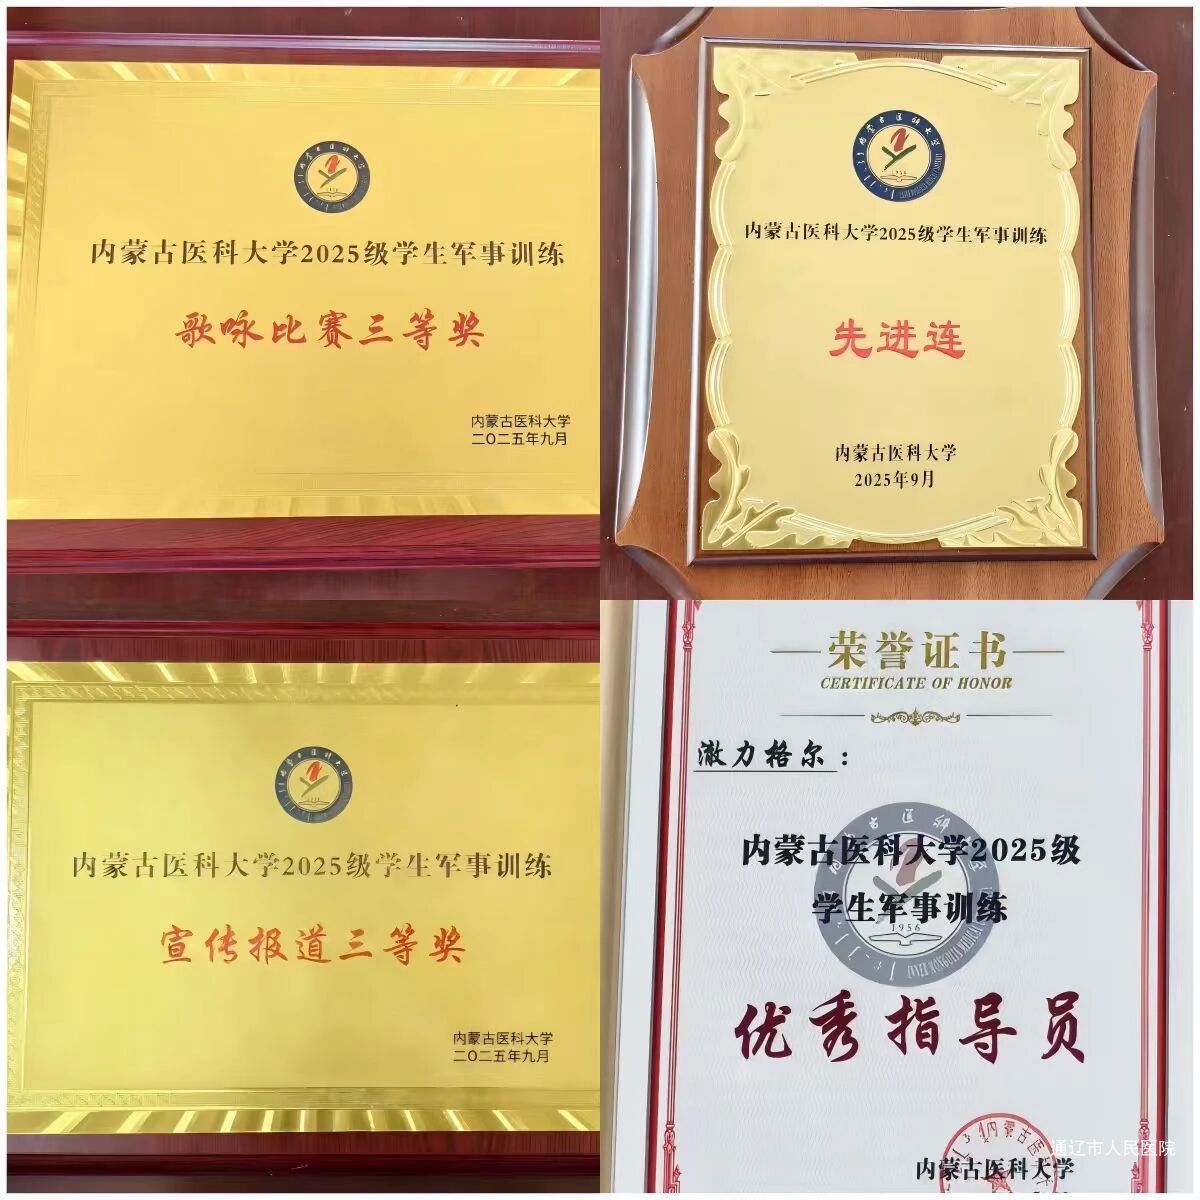 内蒙古医科大学2025级学生军事训练
歌咏比赛三等奖
内蒙古医科大学
二〇二五年九月
内蒙古医科大学2025级学生军事训练
先进连
内蒙古医科大学
2025年9月
内蒙古医科大学2025级学生军事训练
宣传报道三等奖
内蒙古医科大学
二〇二五年九月
荣誉证书
CERTIFICATE OF HONOR
澈力格尔：
内蒙古医科大学2025级
学生军事训练
1956
优秀指导员
内蒙古医科大学
通辽市人民医院